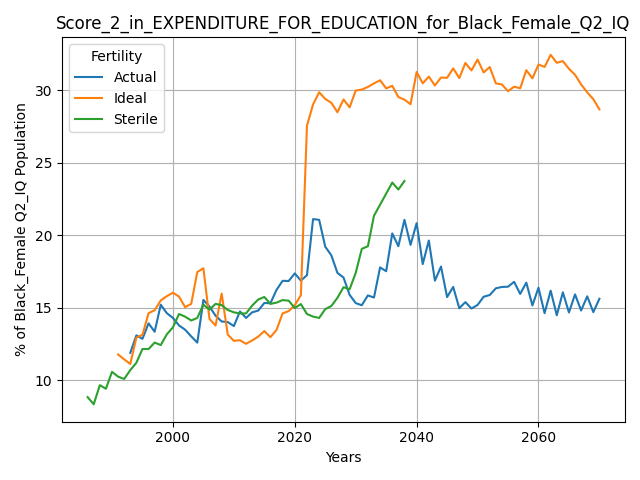 Score_2_in_EXPENDITURE_FOR_EDUCATION_for_Black_Female_Q2_IQ
Fertility
Actual
Ideal
Sterile
% of Black_Female Q2_IQ Population
30
25
20
15
10
2000 2020 2040 2060
Years